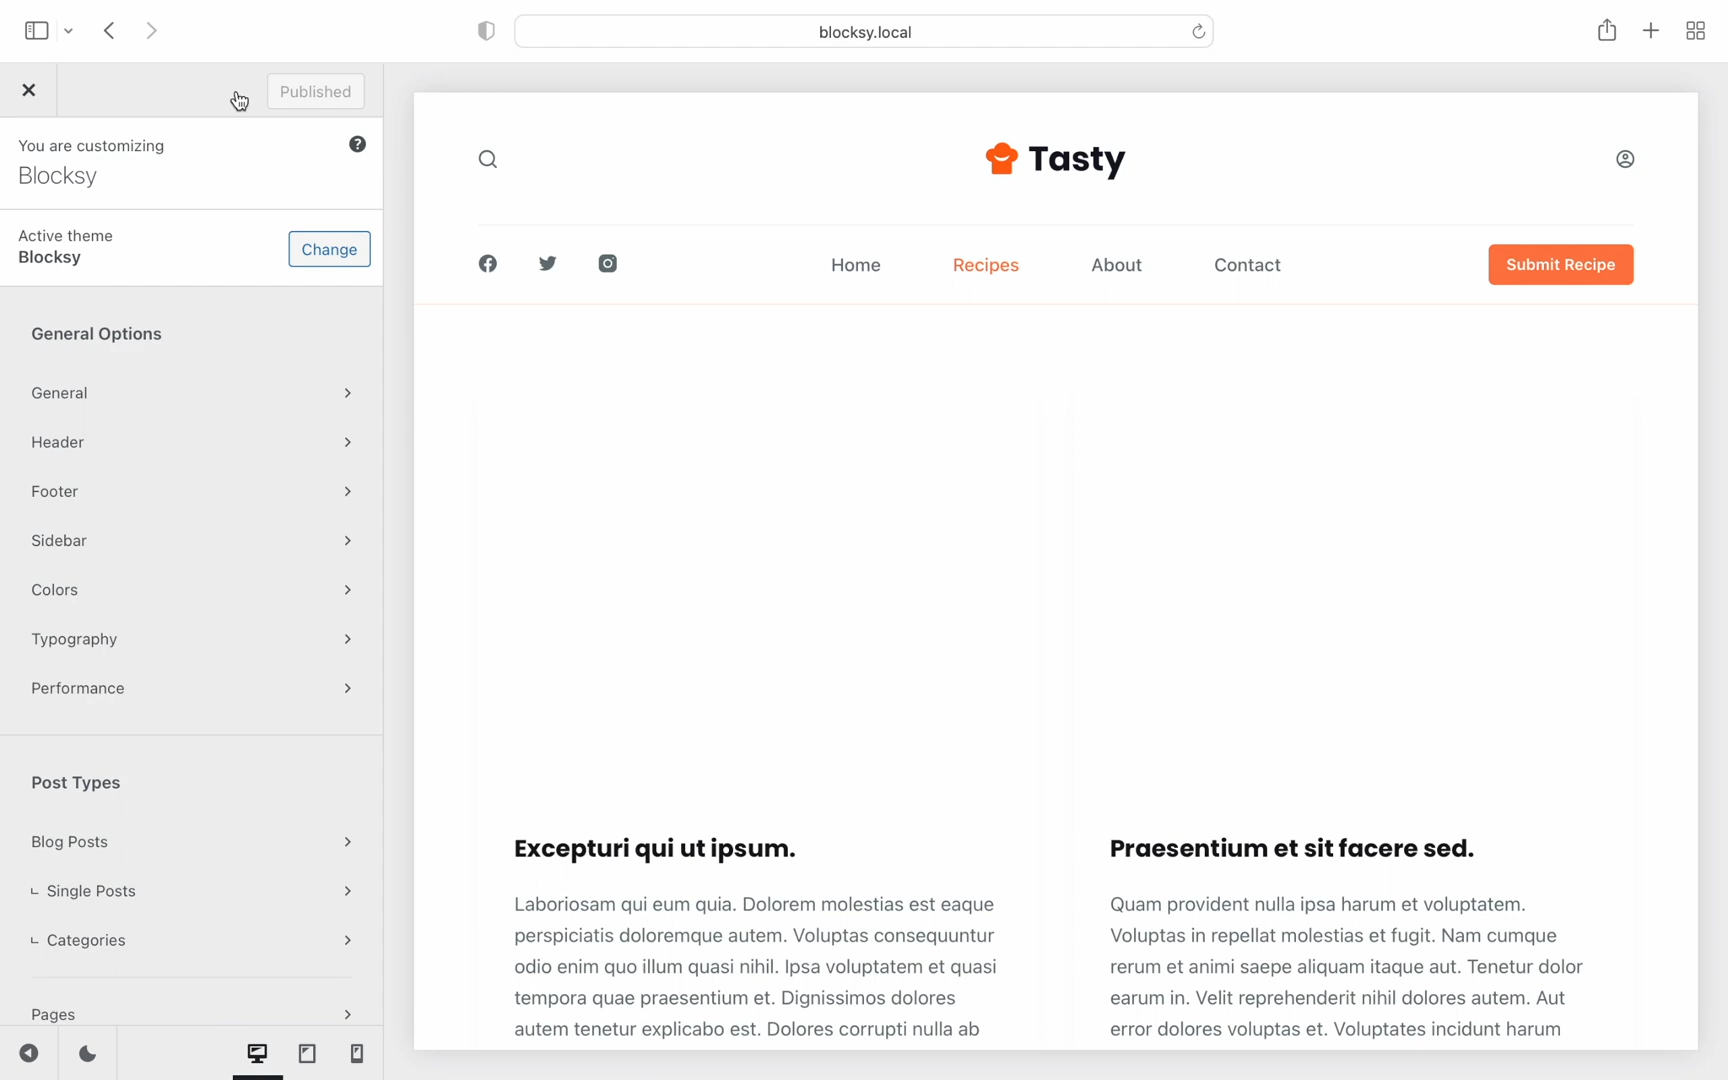 blocksy.local
Published
You are customizing
Blocksy
Active theme
Blocksy
Change
General Options
General
Header
Footer
Sidebar
Colors
Typography
Performance
Post Types
Blog Posts
Single Posts
Categories
Pages
Tasty
Home
Recipes
About
Contact
Submit Recipe
Excepturi qui ut ipsum.
Laboriosam qui eum quia. Dolorem molestias est eaque
perspiciatis doloremque autem. Voluptas consequuntur
odio enim quo illum quasi nihil. Ipsa voluptatem et quasi
tempora quae praesentium et. Dignissimos dolores
autem tenetur explicabo est. Dolores corrupti nulla ab
Praesentium et sit facere sed.
Quam provident nulla ipsa harum et voluptatem.
Voluptas in repellat molestias et fugit. Nam cumque
rerum et animi saepe aliquam itaque aut. Tenetur dolor
earum in. Velit reprehenderit nihil dolores autem. Aut
error dolores voluptas et. Voluptates incidunt harum